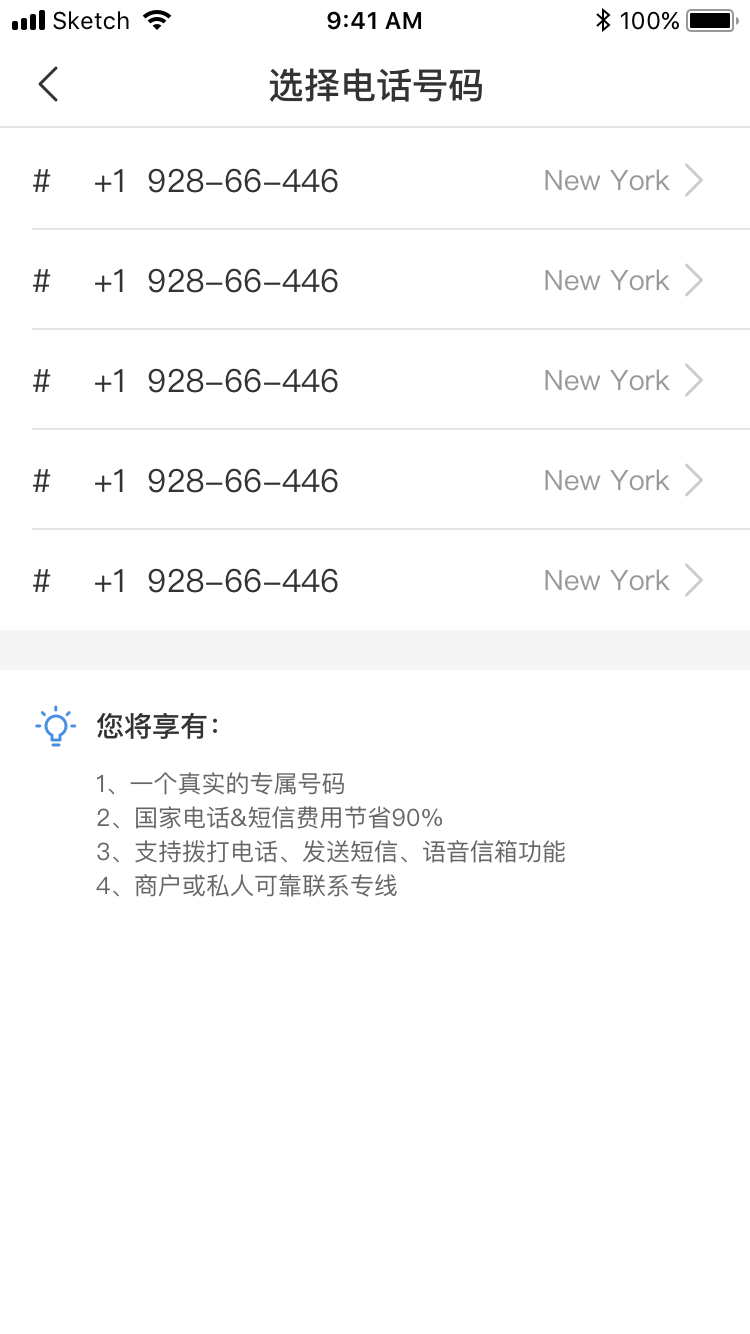 Sketch 9:41 AM 100%
选择电话号码
# +1 928-66-446 New York
# +1 928-66-446 New York
# +1 928-66-446 New York
# +1 928-66-446 New York
# +1 928-66-446 New York
您将享有：
1、一个真实的专属号码
2、国家电话&短信费用节省90%
3、支持拨打电话、发送短信、语音信箱功能
4、商户或私人可靠联系专线